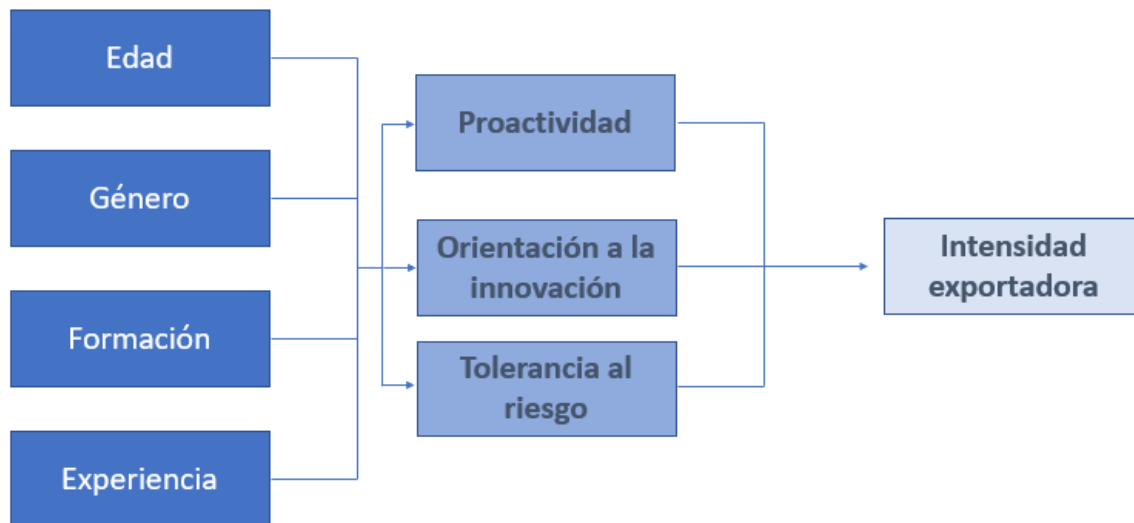 Edad
Género
Formación
Experiencia
Proactividad
Orientación a la
innovación
Tolerancia al
riesgo
Intensidad
exportadora